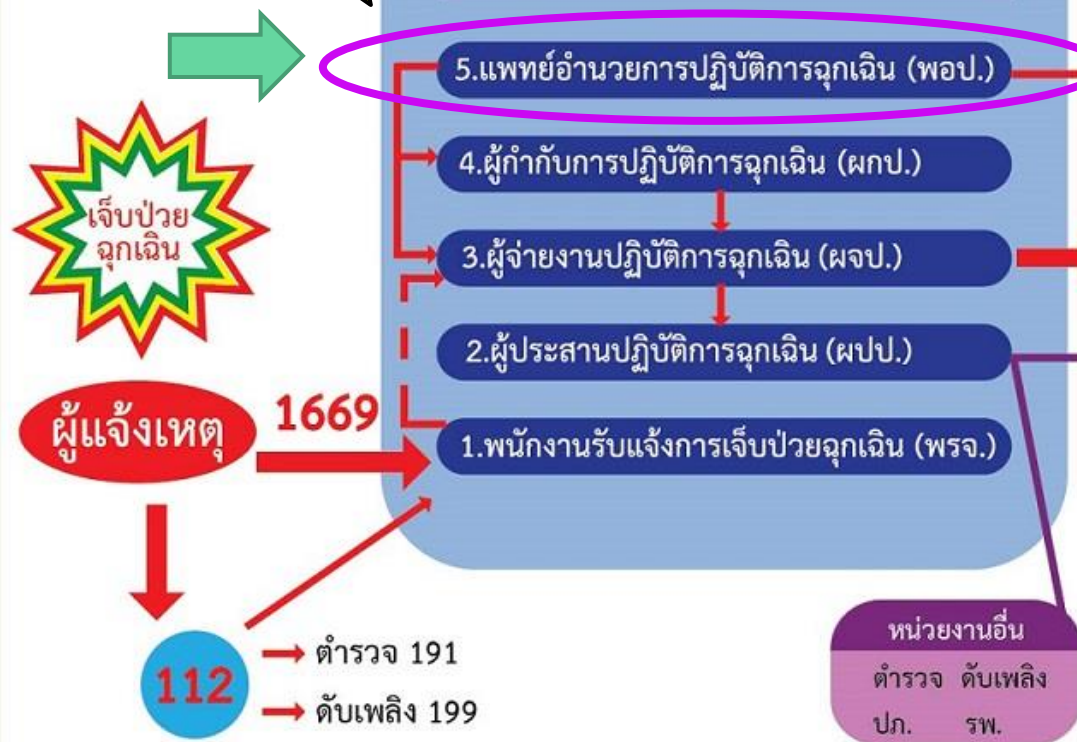 5.แพทย์อำนวยการปฏิบัติการฉุกเฉิน (พอป.)
4.ผู้กำกับการปฏิบัติการฉุกเฉิน (ผกป.)
เจ็บป่วย
ฉุกเฉิน
3.ผู้จ่ายงานปฏิบัติการฉุกเฉิน (ผจป.)
2.ผู้ประสานปฏิบัติการฉุกเฉิน (ผปป.)
ผู้แจ้งเหตุ
1669
1.พนักงานรับแจ้งการเจ็บป่วยฉุกเฉิน (พรจ.)
112
ตำรวจ 191
ดับเพลิง 199
หน่วยงานอื่น
ตำรวจ ดับเพลิง
ปภ. รพ.